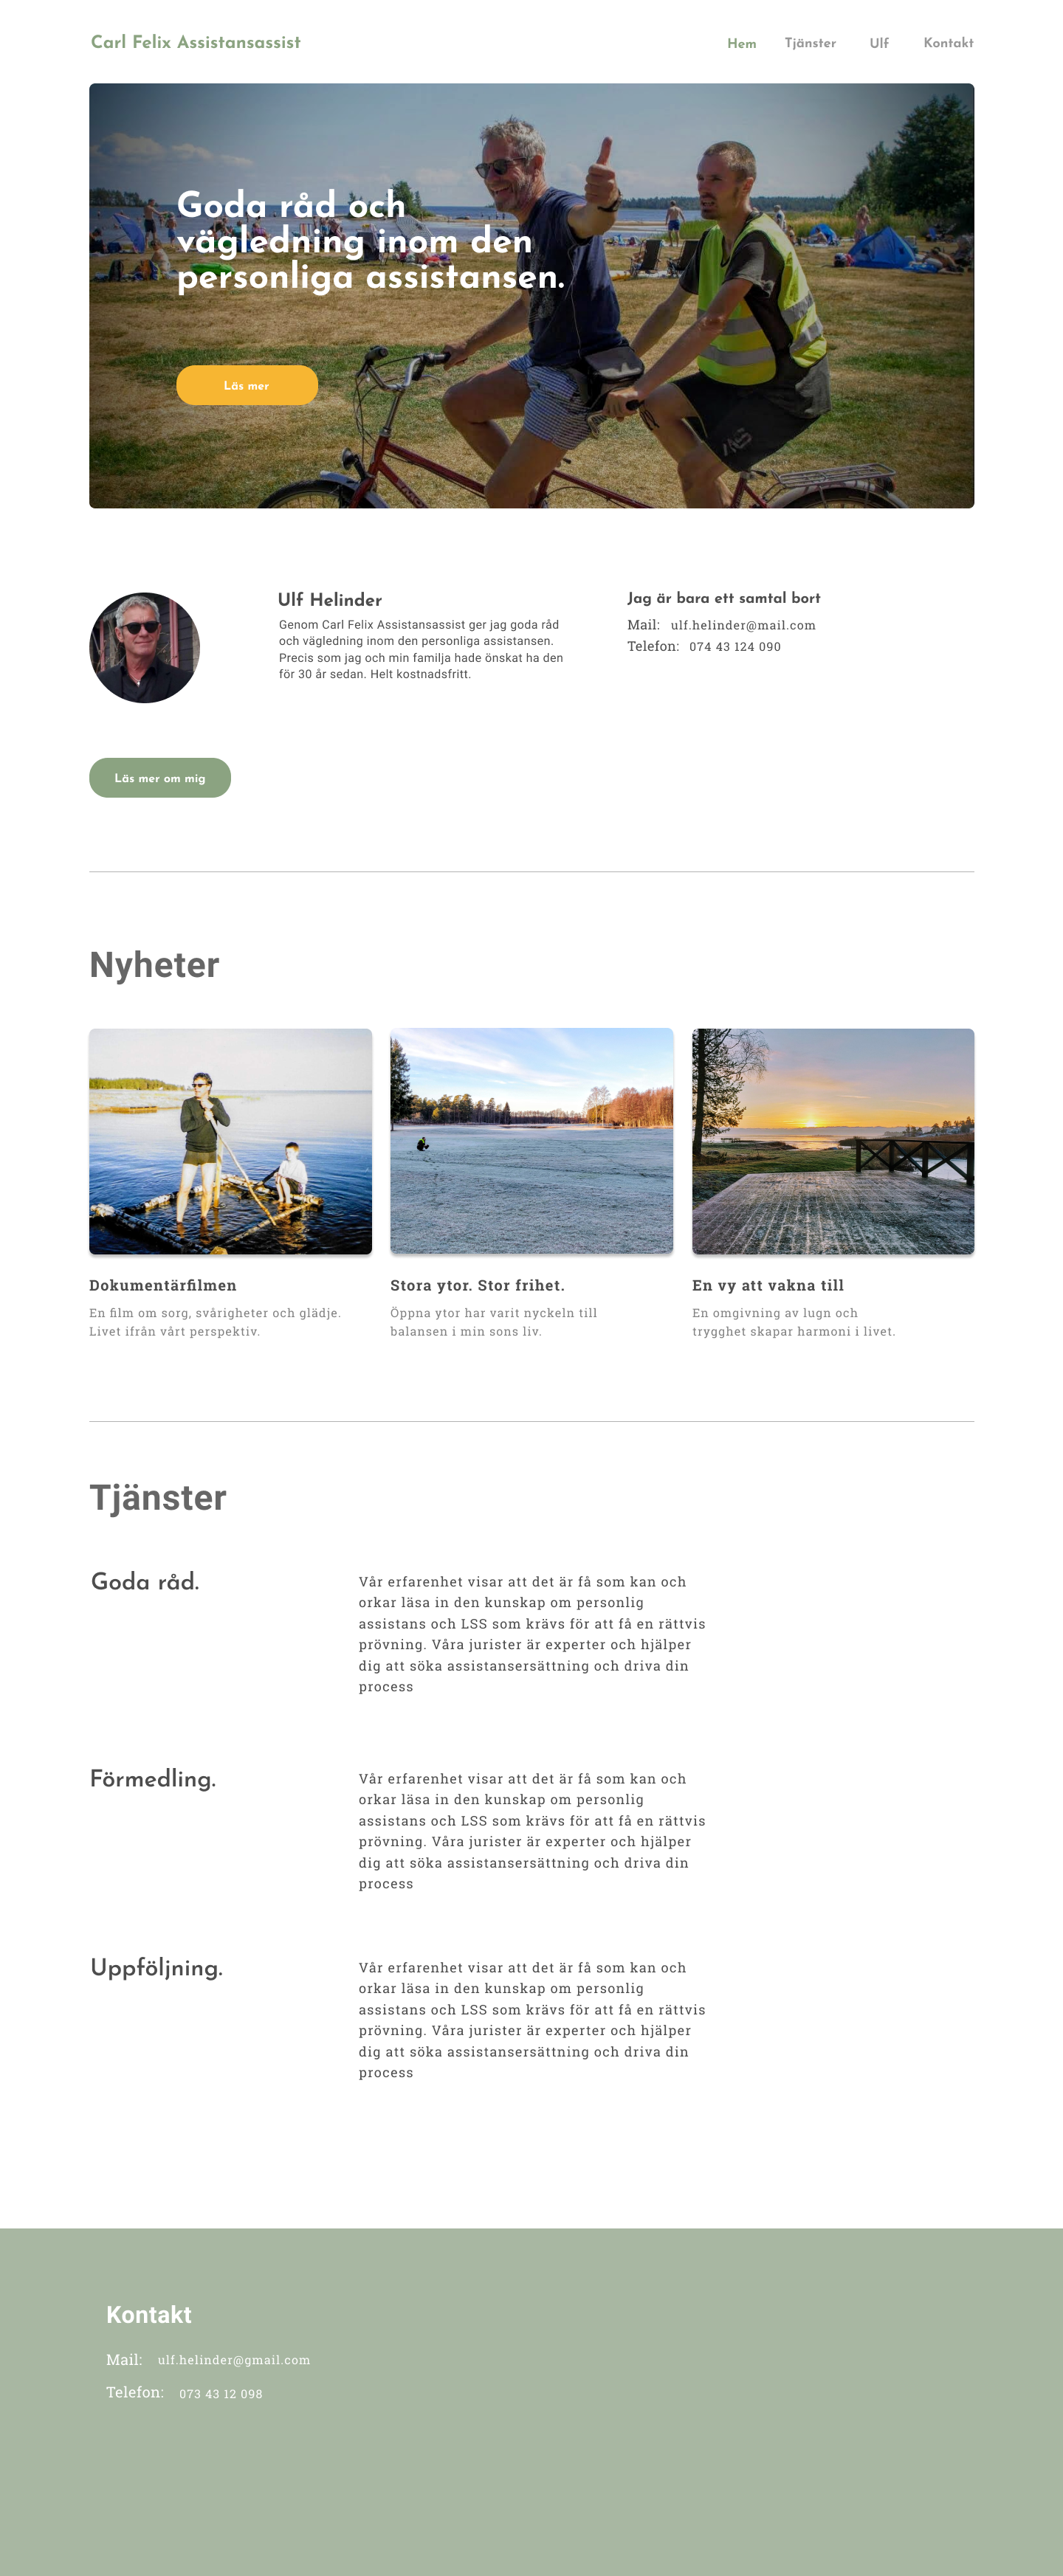 Carl Felix Assistansassist
Hem Tjänster Ulf Kontakt
Goda råd och
vägledning inom den
personliga assistansen.
Läs mer
Ulf Helinder
Genom Carl Felix Assistansassist ger jag goda råd
och vägledning inom den personliga assistansen.
Precis som jag och min familja hade önskat ha den
för 30 år sedan. Helt kostnadsfritt.
Jag är bara ett samtal bort
Mail: ulf.helinder@mail.com
Telefon: 074 43 124 090
Läs mer om mig
Nyheter
Dokumentärfilmen
En film om sorg, svårigheter och glädje.
Livet ifrån vårt perspektiv.
Stora ytor. Stor frihet.
Öppna ytor har varit nyckeln till
balansen i min sons liv.
En vy att vakna till
En omgivning av lugn och
trygghet skapar harmoni i livet.
Tjänster
Goda råd.
Vår erfarenhet visar att det är få som kan och
orkar läsa in den kunskap om personlig
assistans och LSS som krävs för att få en rättvis
prövning. Våra jurister är experter och hjälper
dig att söka assistansersättning och driva din
process
Förmedling.
Vår erfarenhet visar att det är få som kan och
orkar läsa in den kunskap om personlig
assistans och LSS som krävs för att få en rättvis
prövning. Våra jurister är experter och hjälper
dig att söka assistansersättning och driva din
process
Uppföljning.
Vår erfarenhet visar att det är få som kan och
orkar läsa in den kunskap om personlig
assistans och LSS som krävs för att få en rättvis
prövning. Våra jurister är experter och hjälper
dig att söka assistansersättning och driva din
process
Kontakt
Mail: ulf.helinder@gmail.com
Telefon: 073 43 12 098